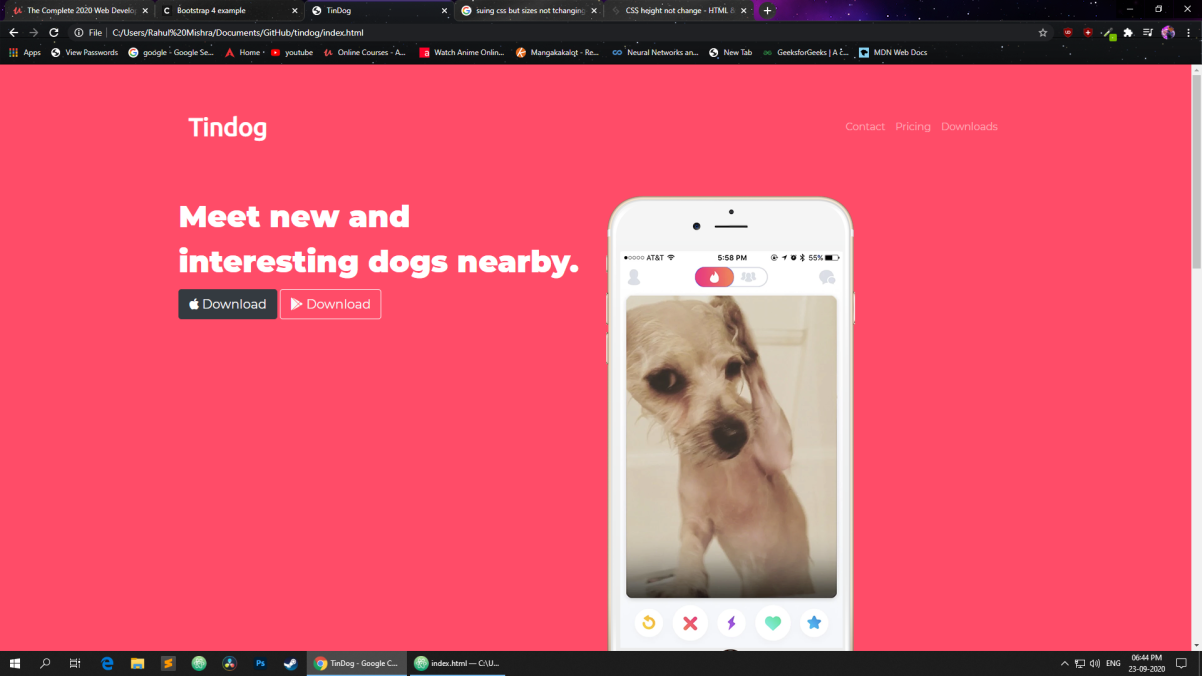 The Complete 2020 Web Develop
Bootstrap 4 example
TinDog
suing css but sizes not tchanging
CSS height not change - HTML &
File
C:/Users/Rahul%20Mishra/Documents/GitHub/tindog/index.html
Apps
View Passwords
google - Google Se...
Home
youtube
Online Courses - A...
Watch Anime Onlin...
Mangakakalqt - Re...
Neural Networks an...
New Tab
GeeksforGeeks | A c...
MDN Web Docs
Tindog
Contact Pricing Downloads
Meet new and
interesting dogs nearby.
Download
Download
AT&T 5:58 PM 55%
TinDog - Google C...
index.html — C:\U...
ENG
06:44 PM
23-09-2020